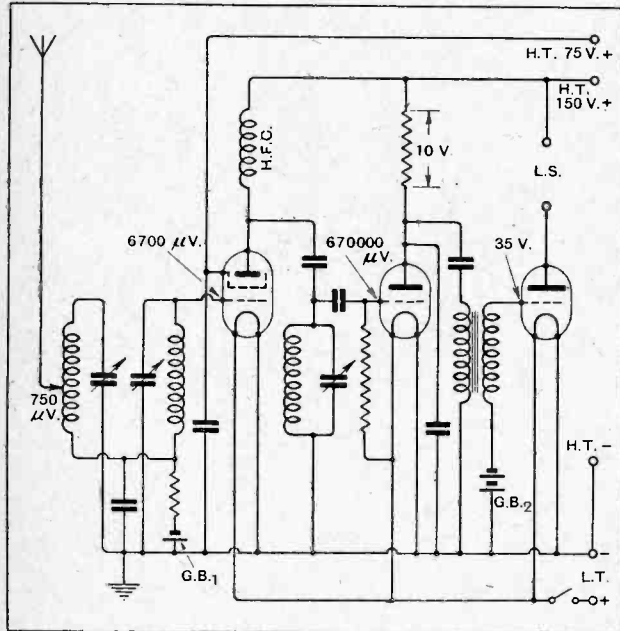 H.T. 75 V. +
H.T.
150 V. +
H.F.C.
10 V.
L.S.
6700 μV.
670000
μV.
35 V.
750
μV.
H.T. -
G.B.2
-
G.B.1
L.T.
+